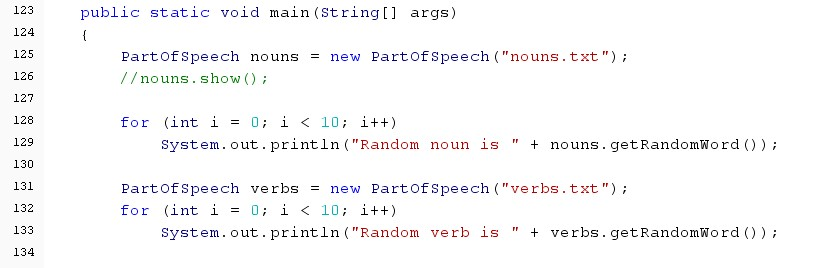 123 public static void main(String[] args)
124 {
125 PartOfSpeech nouns = new PartOfSpeech("nouns.txt");
126 //nouns.show();
127
128 for (int i = 0; i < 10; i++)
129 System.out.println("Random noun is " + nouns.getRandomWord());
130
131 PartOfSpeech verbs = new PartOfSpeech("verbs.txt");
132 for (int i = 0; i < 10; i++)
133 System.out.println("Random verb is " + verbs.getRandomWord());
134